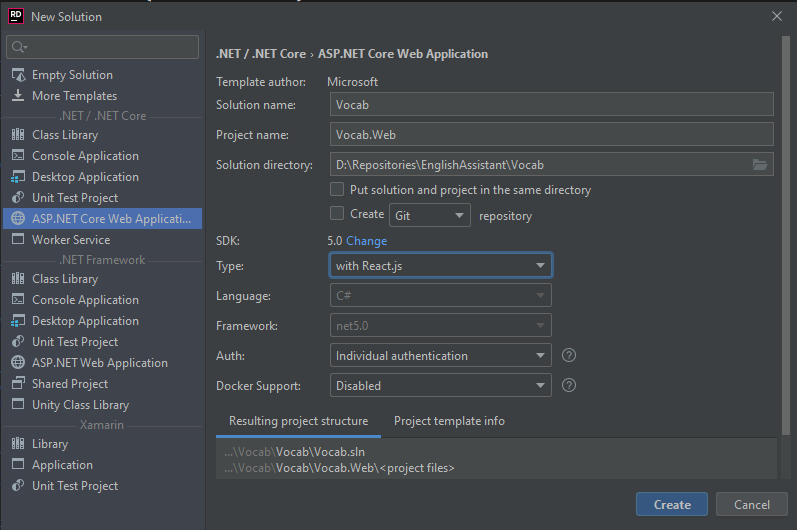 RD New Solution
Empty Solution
More Templates
.NET / .NET Core
Class Library
Console Application
Desktop Application
Unit Test Project
ASP.NET Core Web Applicati...
Worker Service
.NET Framework
Class Library
Console Application
Desktop Application
Unit Test Project
ASP.NET Web Application
Shared Project
Unity Class Library
Xamarin
Library
Application
Unit Test Project
.NET / .NET Core › ASP.NET Core Web Application
Template author: Microsoft
Solution name: Vocab
Project name: Vocab.Web
Solution directory: D:\Repositories\EnglishAssistant\Vocab
Put solution and project in the same directory
Create Git repository
SDK: 5.0 Change
Type: with React.js
Language: C#
Framework: net5.0
Auth: Individual authentication ?
Docker Support: Disabled ?
Resulting project structure Project template info
...\Vocab\Vocab\Vocab.sln
...\Vocab\Vocab\Vocab.Web\<project files>
Create Cancel